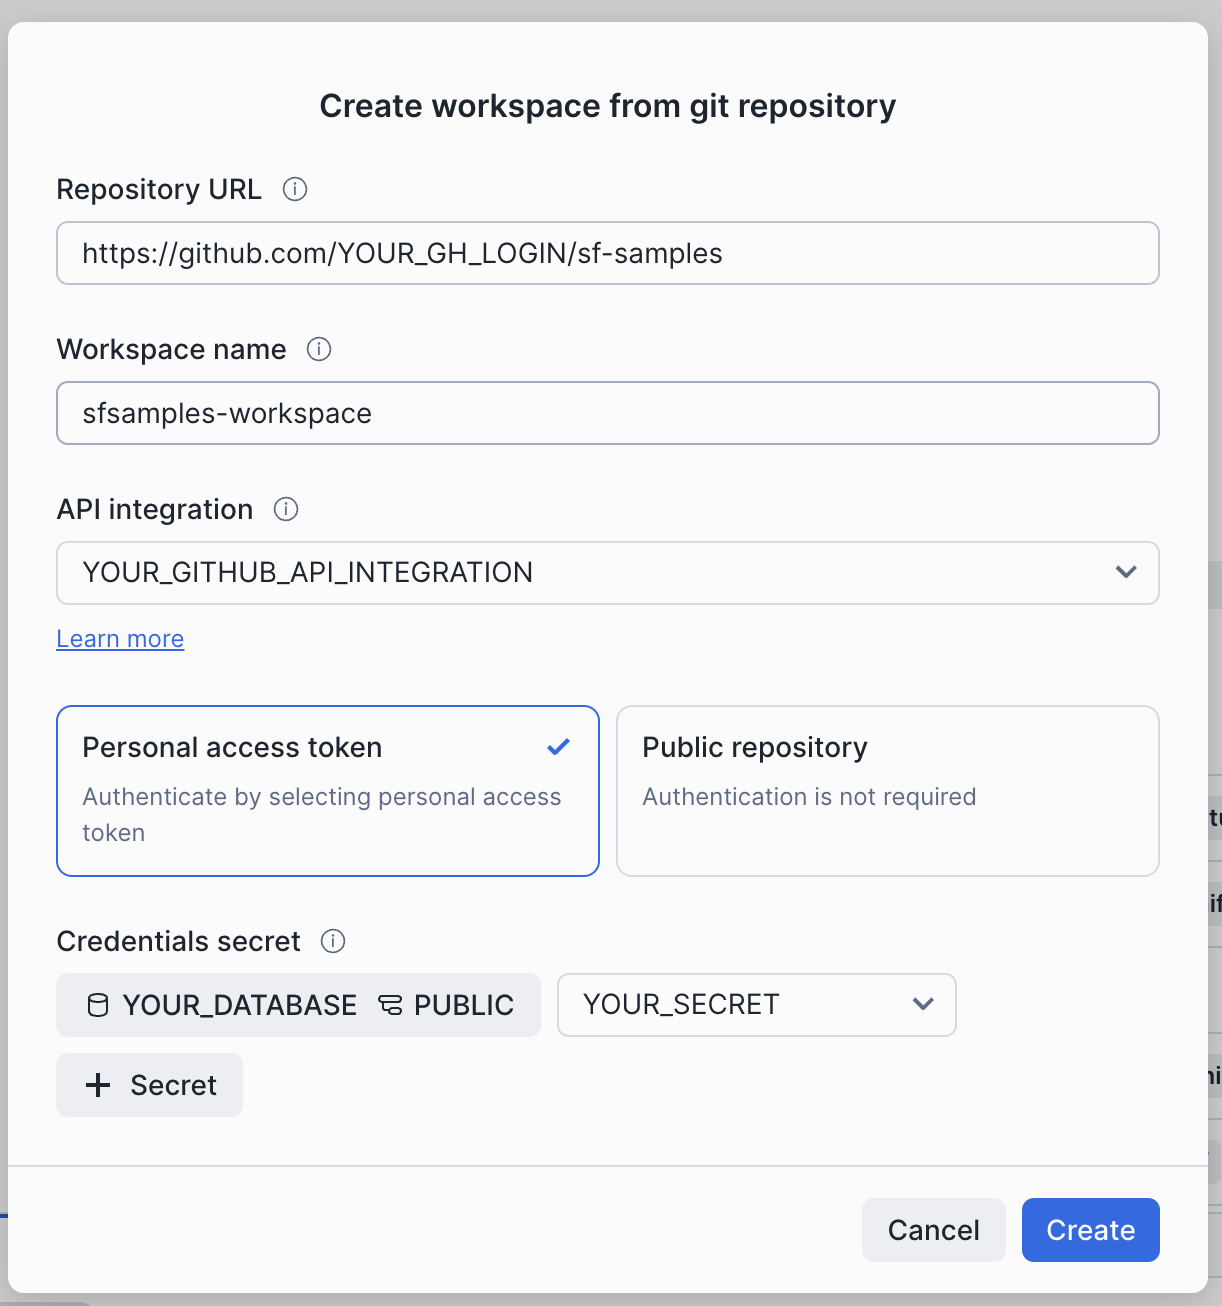 Create workspace from git repository
Repository URL
https://github.com/YOUR_GH_LOGIN/sf-samples
Workspace name
sfsamples-workspace
API integration
YOUR_GITHUB_API_INTEGRATION
Learn more
Personal access token
Authenticate by selecting personal access
token
Public repository
Authentication is not required
Credentials secret
YOUR_DATABASE PUBLIC YOUR_SECRET
+ Secret
Cancel Create